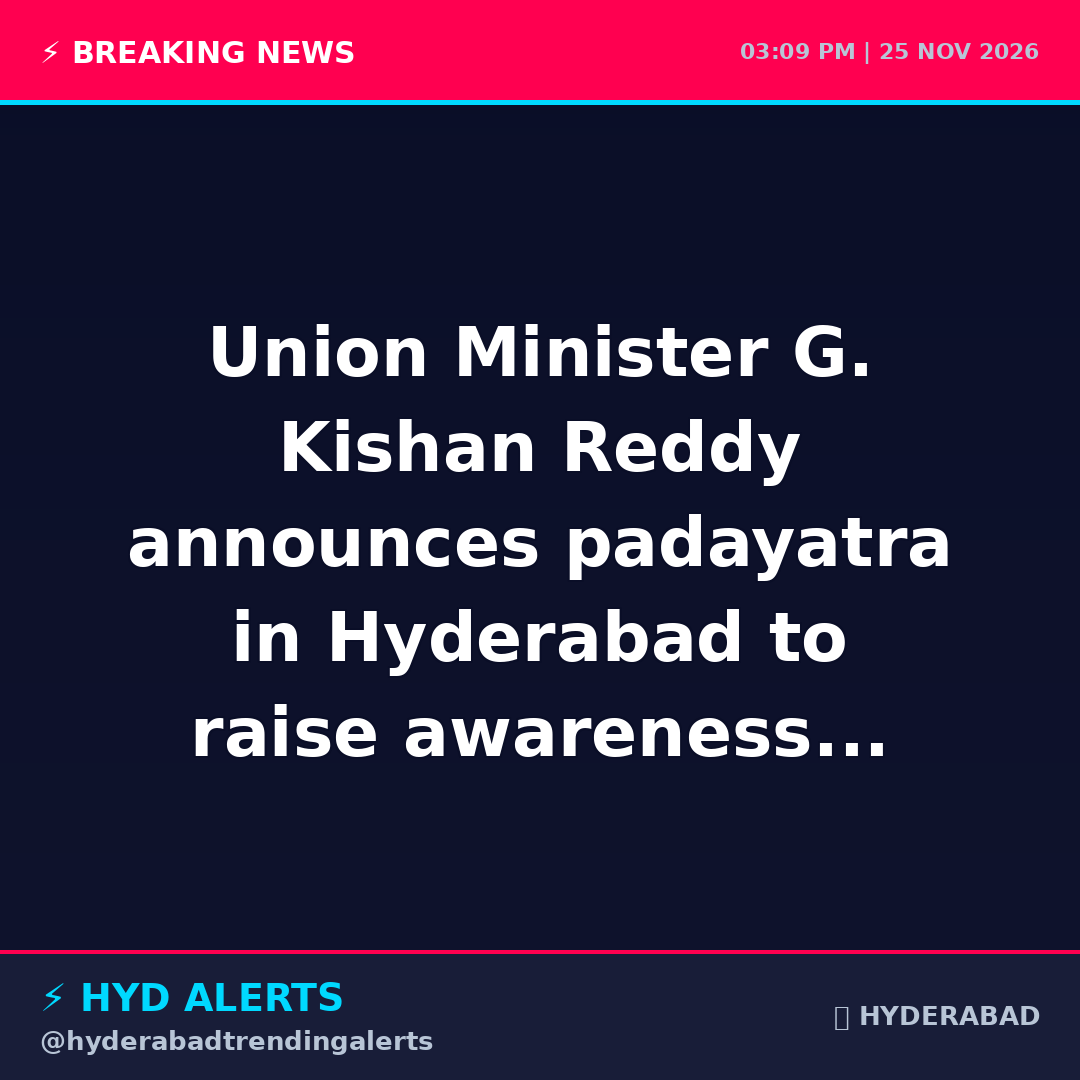 ⚡ BREAKING NEWS
03:09 PM | 25 NOV 2026
Union Minister G.
Kishan Reddy
announces padayatra
in Hyderabad to
raise awareness...
⚡ HYD ALERTS
@hyderabadtrendingalerts
HYDERABAD